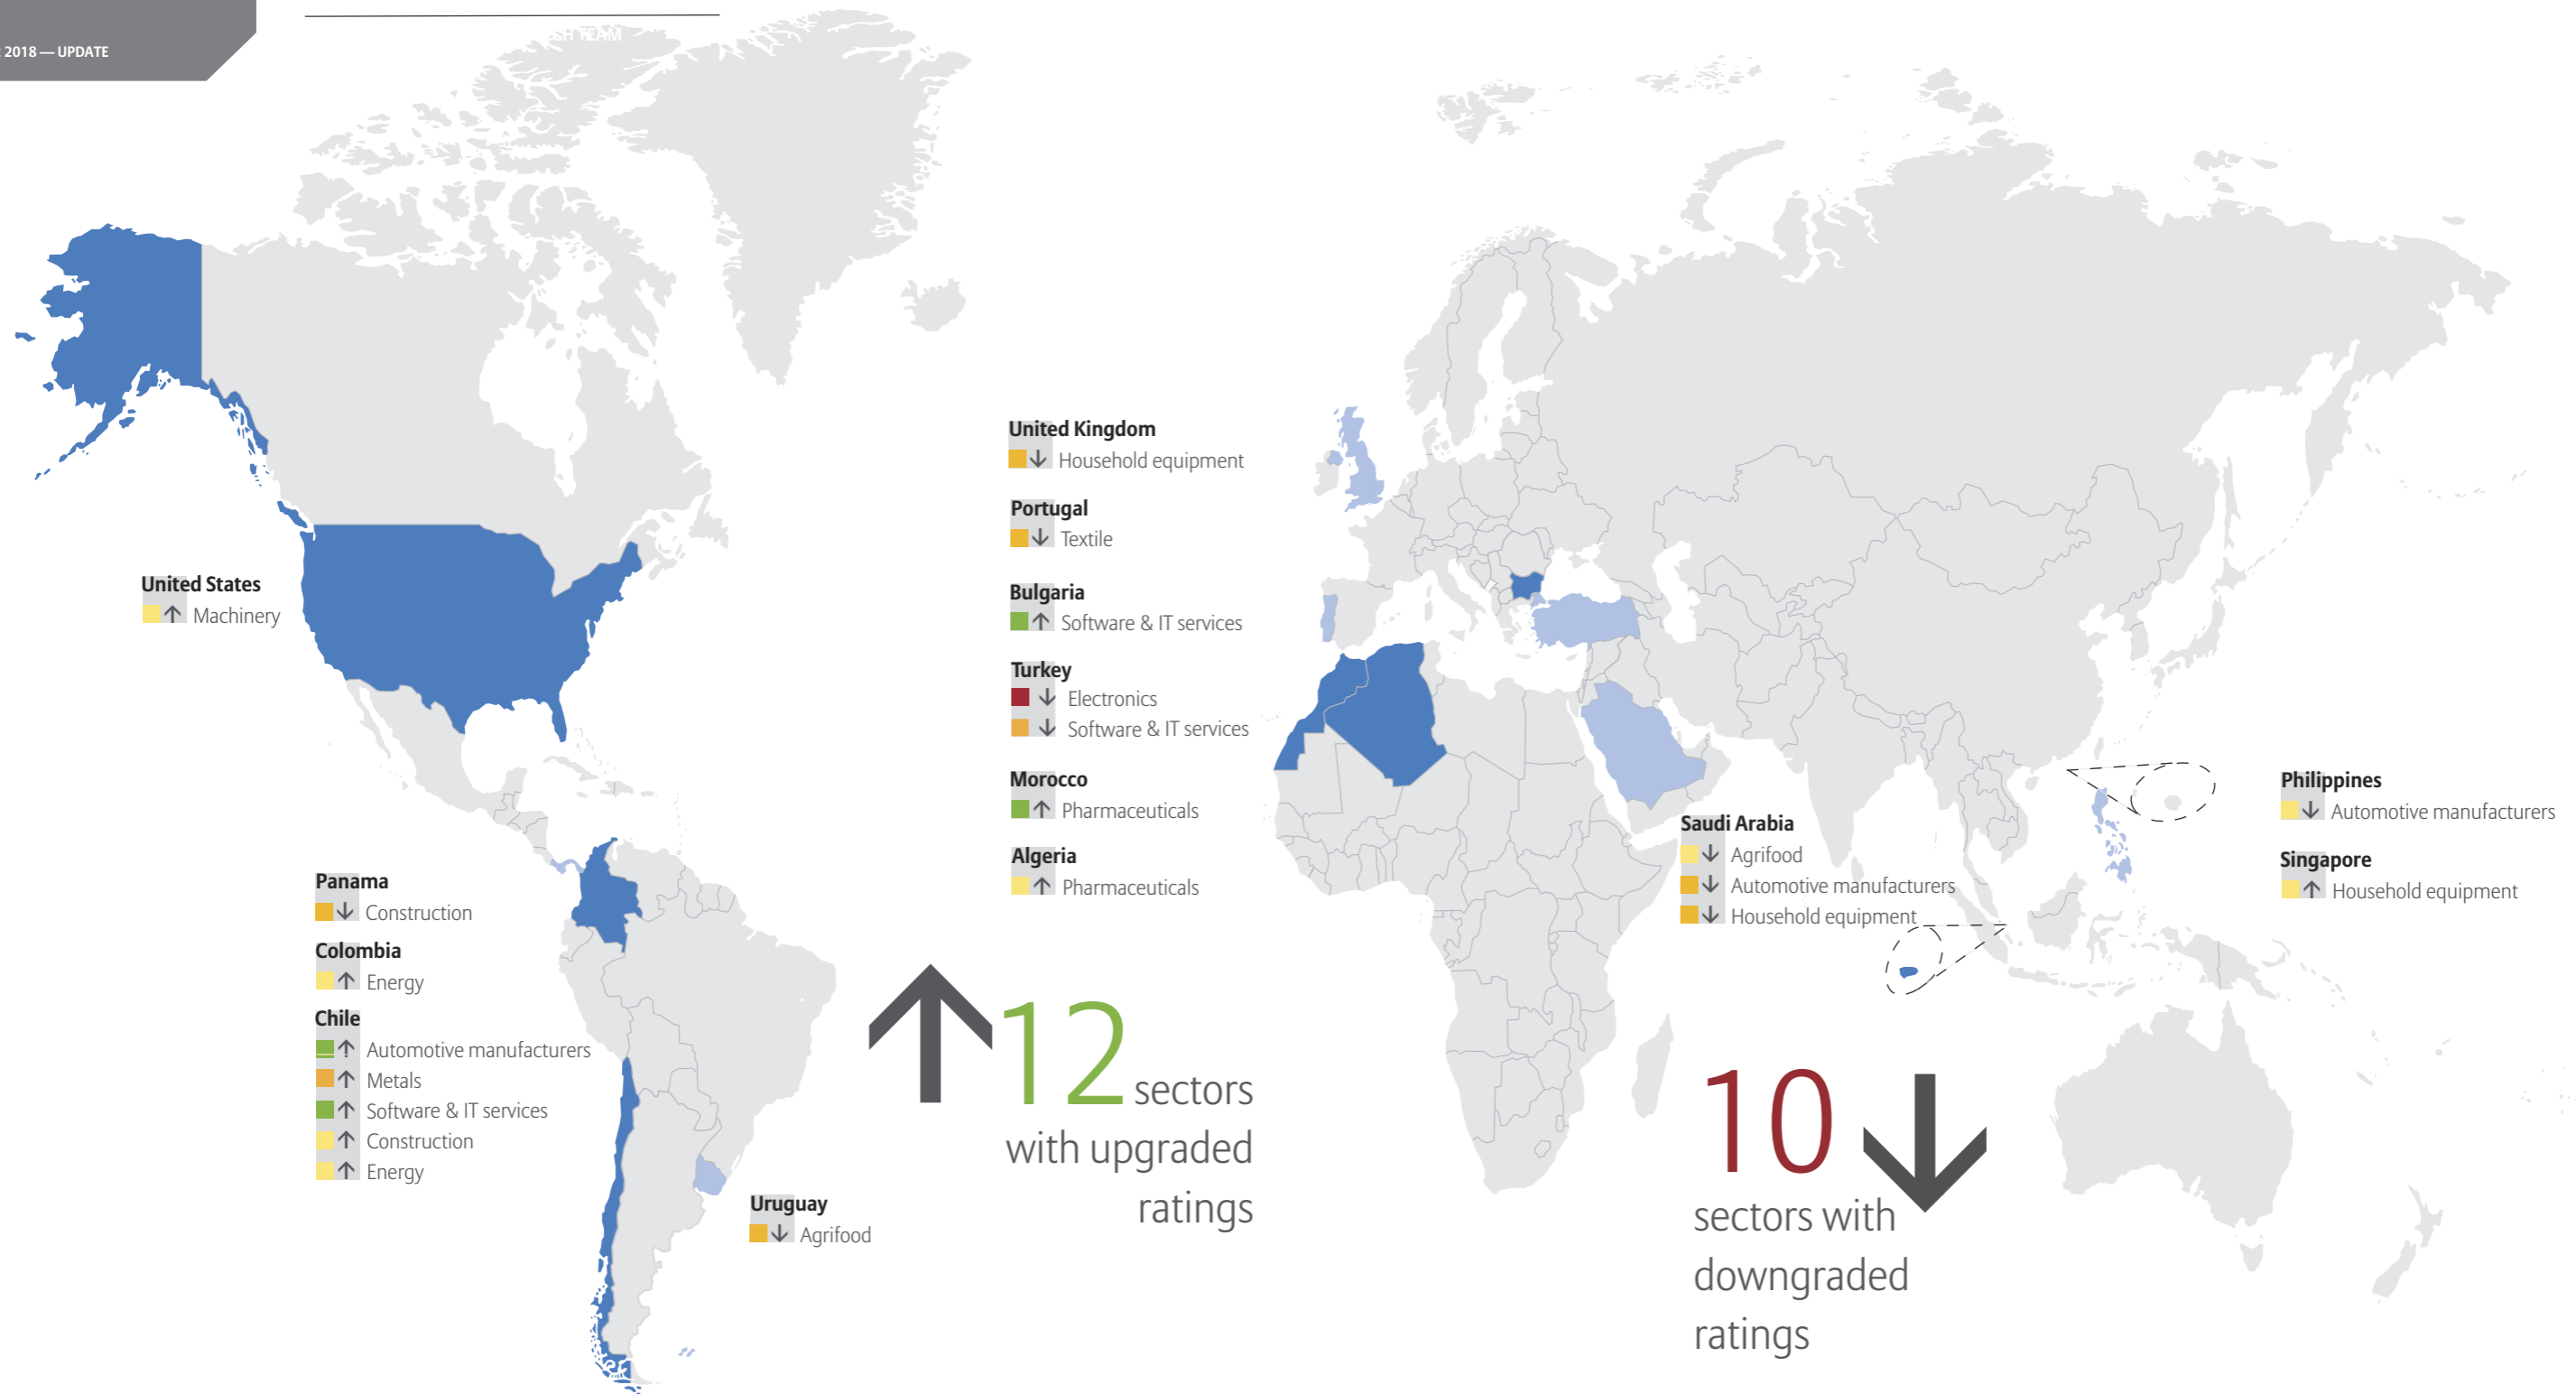 2018 — UPDATE
SH TEAM
United States
Machinery
Panama
Construction
Colombia
Energy
Chile
Automotive manufacturers
Metals
Software & IT services
Construction
Energy
Uruguay
Agrifood
United Kingdom
Household equipment
Portugal
Textile
Bulgaria
Software & IT services
Turkey
Electronics
Software & IT services
Morocco
Pharmaceuticals
Algeria
Pharmaceuticals
12 sectors
with upgraded
ratings
Saudi Arabia
Agrifood
Automotive manufacturers
Household equipment
10
sectors with
downgraded
ratings
Philippines
Automotive manufacturers
Singapore
Household equipment